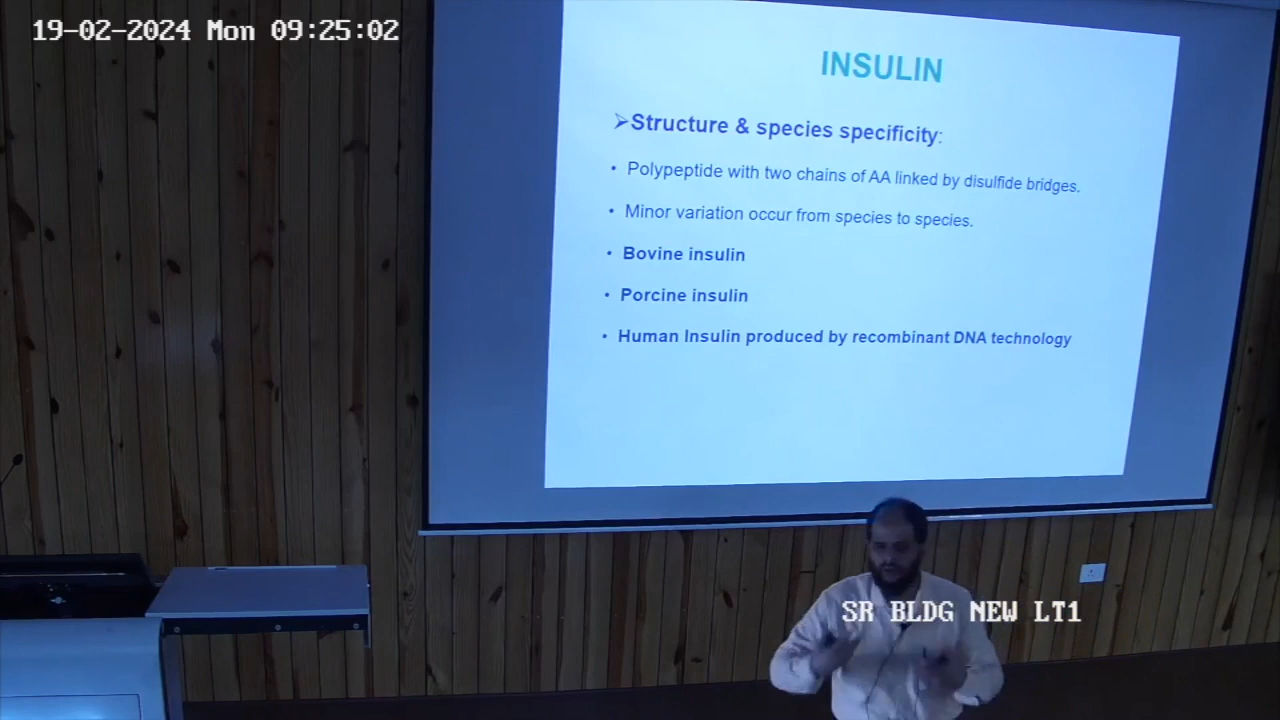 19-02-2024 Mon 09:25:02
INSULIN
➢Structure & species specificity:
• Polypeptide with two chains of AA linked by disulfide bridges.
• Minor variation occur from species to species.
• Bovine insulin
• Porcine insulin
• Human Insulin produced by recombinant DNA technology
SR BLDG NEW LT1